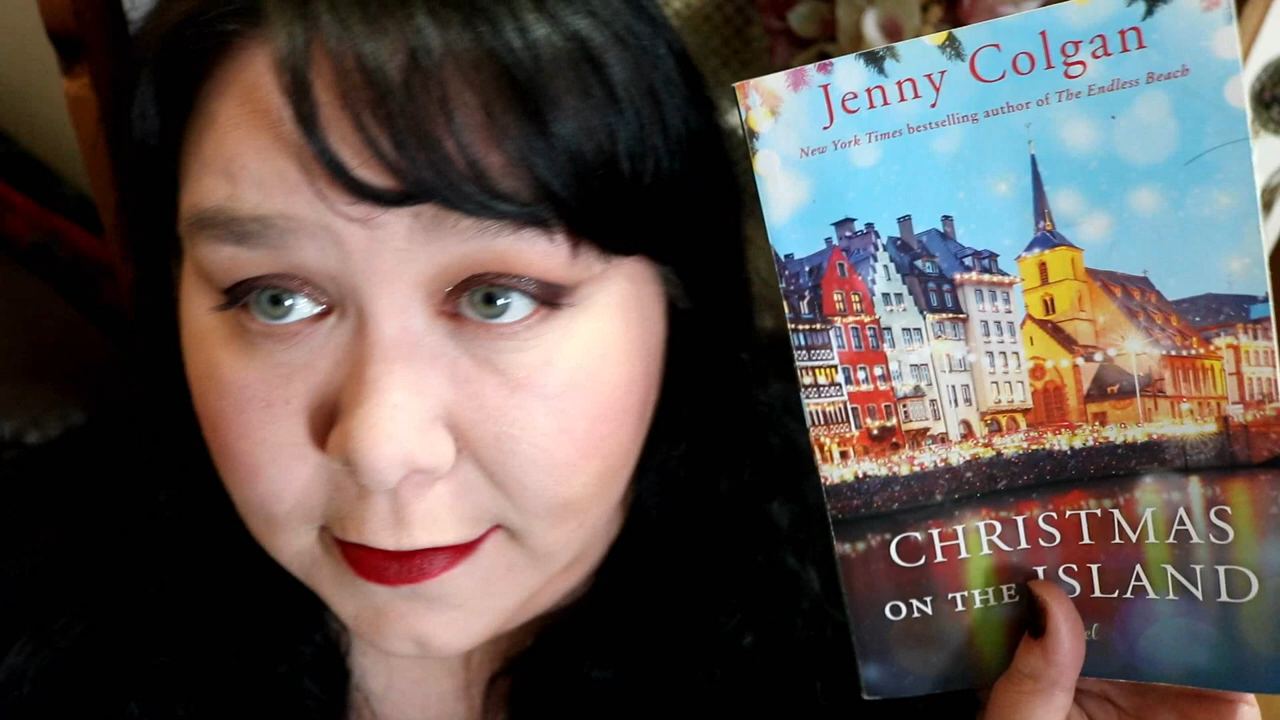 Jenny Colgan
New York Times bestselling author of The Endless Beach
CHRISTMAS
ON THE ISLAND